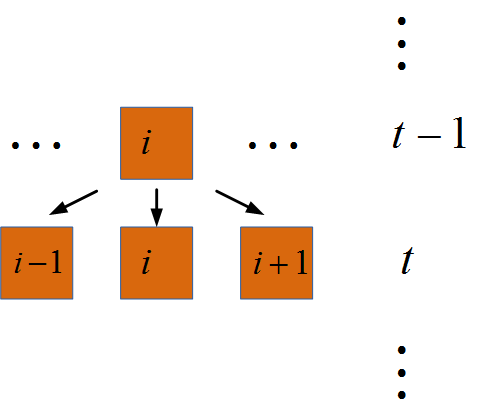 ⋮
⋯ i ⋯ t − 1
i − 1 i i + 1 t
⋮